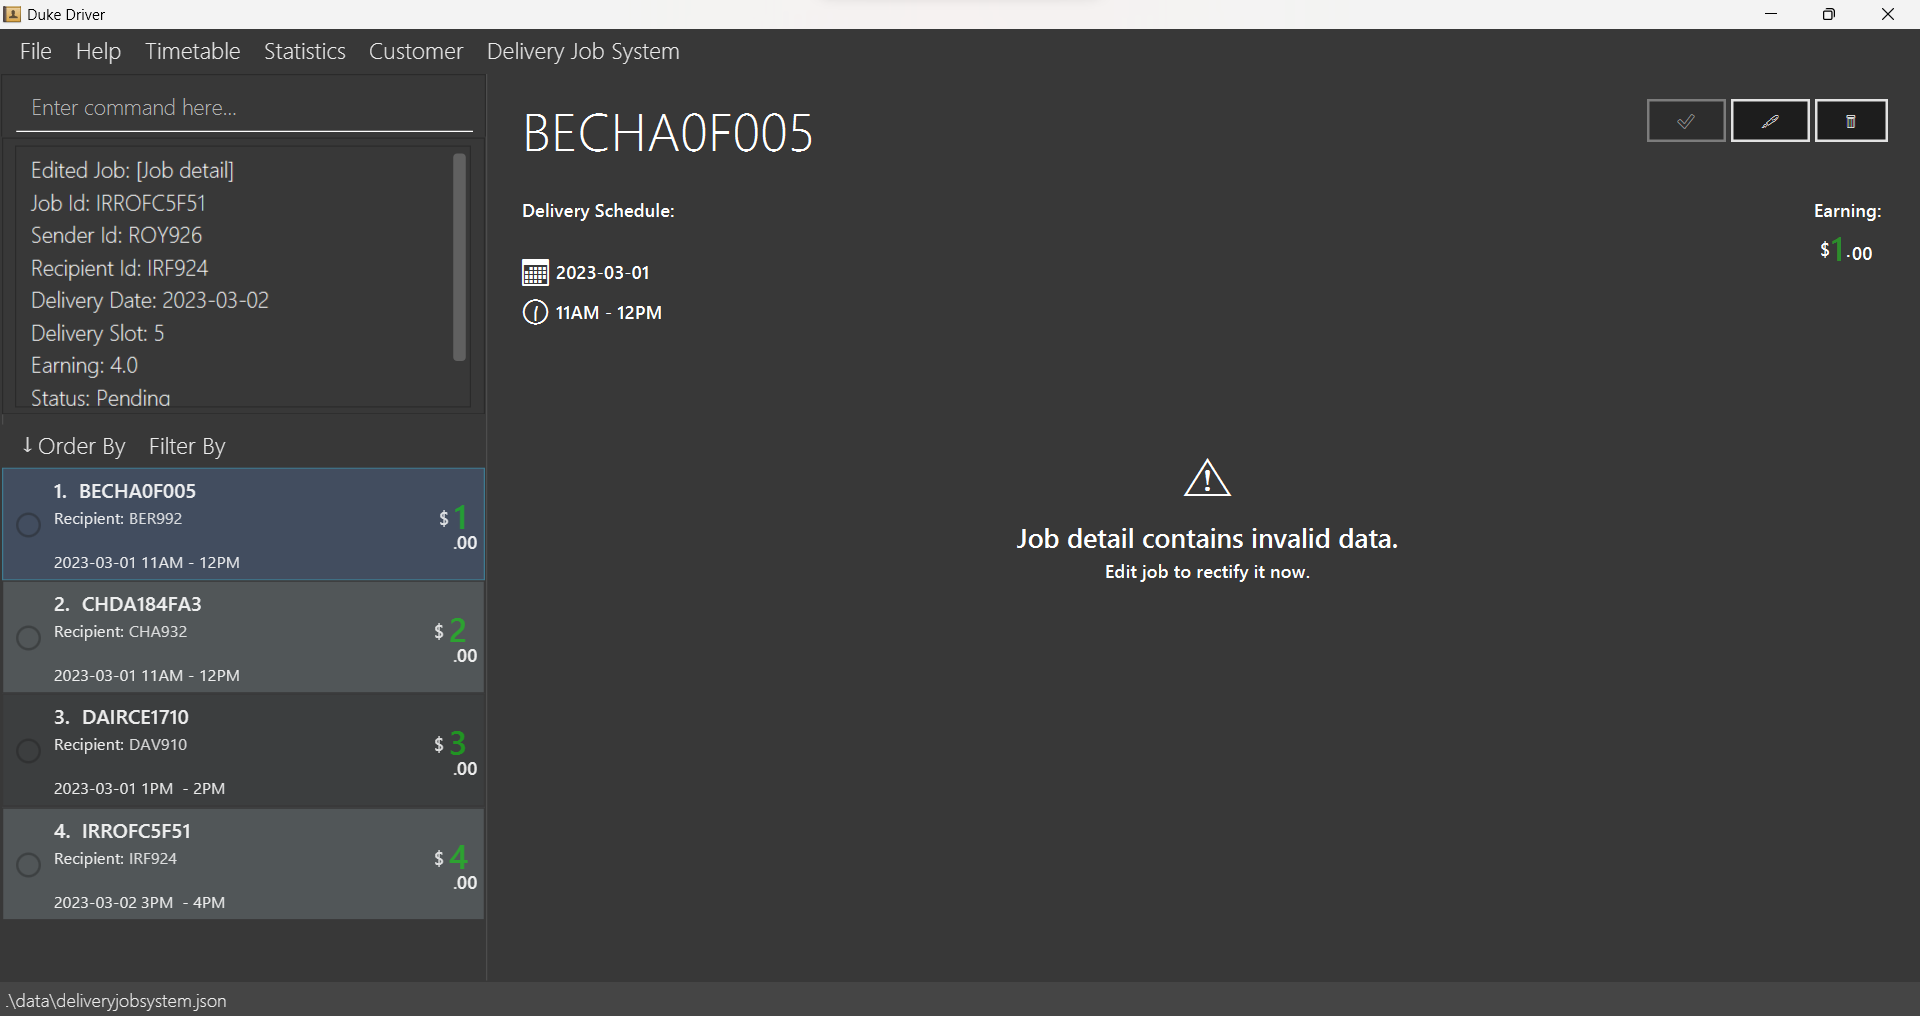 Duke Driver
File Help Timetable Statistics Customer Delivery Job System
Enter command here...
Edited Job: [Job detail]
Job Id: IRROFC5F51
Sender Id: ROY926
Recipient Id: IRF924
Delivery Date: 2023-03-02
Delivery Slot: 5
Earning: 4.0
Status: Pending
↓ Order By Filter By
1. BECHA0F005
Recipient: BER992
$1.00
2023-03-01 11AM - 12PM
2. CHDA184FA3
Recipient: CHA932
$2.00
2023-03-01 11AM - 12PM
3. DAIRCE1710
Recipient: DAV910
$3.00
2023-03-01 1PM - 2PM
4. IRROFC5F51
Recipient: IRF924
$4.00
2023-03-02 3PM - 4PM
BECHA0F005
Delivery Schedule:
2023-03-01
11AM - 12PM
Earning:
$1.00
Job detail contains invalid data.
Edit job to rectify it now.
.\data\deliveryjobsystem.json